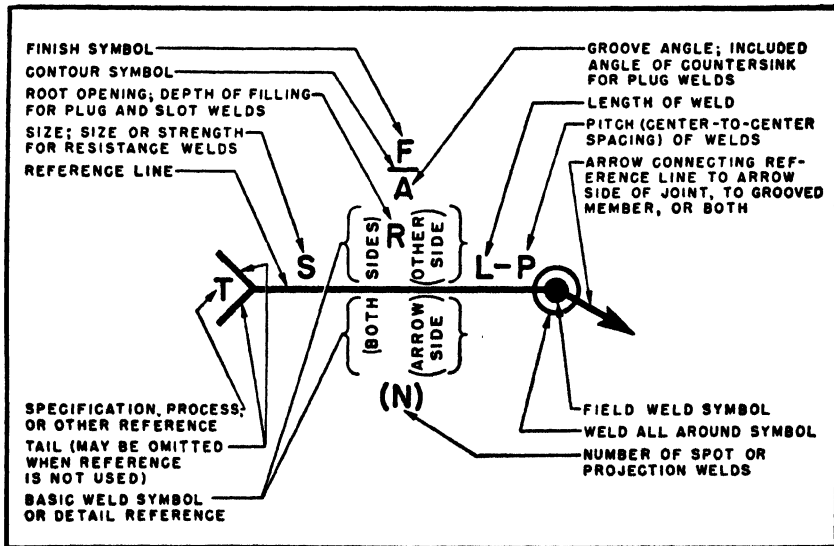 FINISH SYMBOL
CONTOUR SYMBOL
ROOT OPENING; DEPTH OF FILLING
FOR PLUG AND SLOT WELDS
SIZE; SIZE OR STRENGTH
FOR RESISTANCE WELDS
REFERENCE LINE
GROOVE ANGLE; INCLUDED
ANGLE OF COUNTERSINK
FOR PLUG WELDS
LENGTH OF WELD
PITCH (CENTER-TO-CENTER
SPACING) OF WELDS
ARROW CONNECTING REF-
ERENCE LINE TO ARROW
SIDE OF JOINT, TO GROOVED
MEMBER, OR BOTH
F
A
R
S
L-P
T
(BOTH SIDES)
(OTHER SIDE)
(ARROW SIDE)
(N)
SPECIFICATION, PROCESS,
OR OTHER REFERENCE
TAIL (MAY BE OMITTED
WHEN REFERENCE
IS NOT USED)
BASIC WELD SYMBOL
OR DETAIL REFERENCE
FIELD WELD SYMBOL
WELD ALL AROUND SYMBOL
NUMBER OF SPOT OR
PROJECTION WELDS